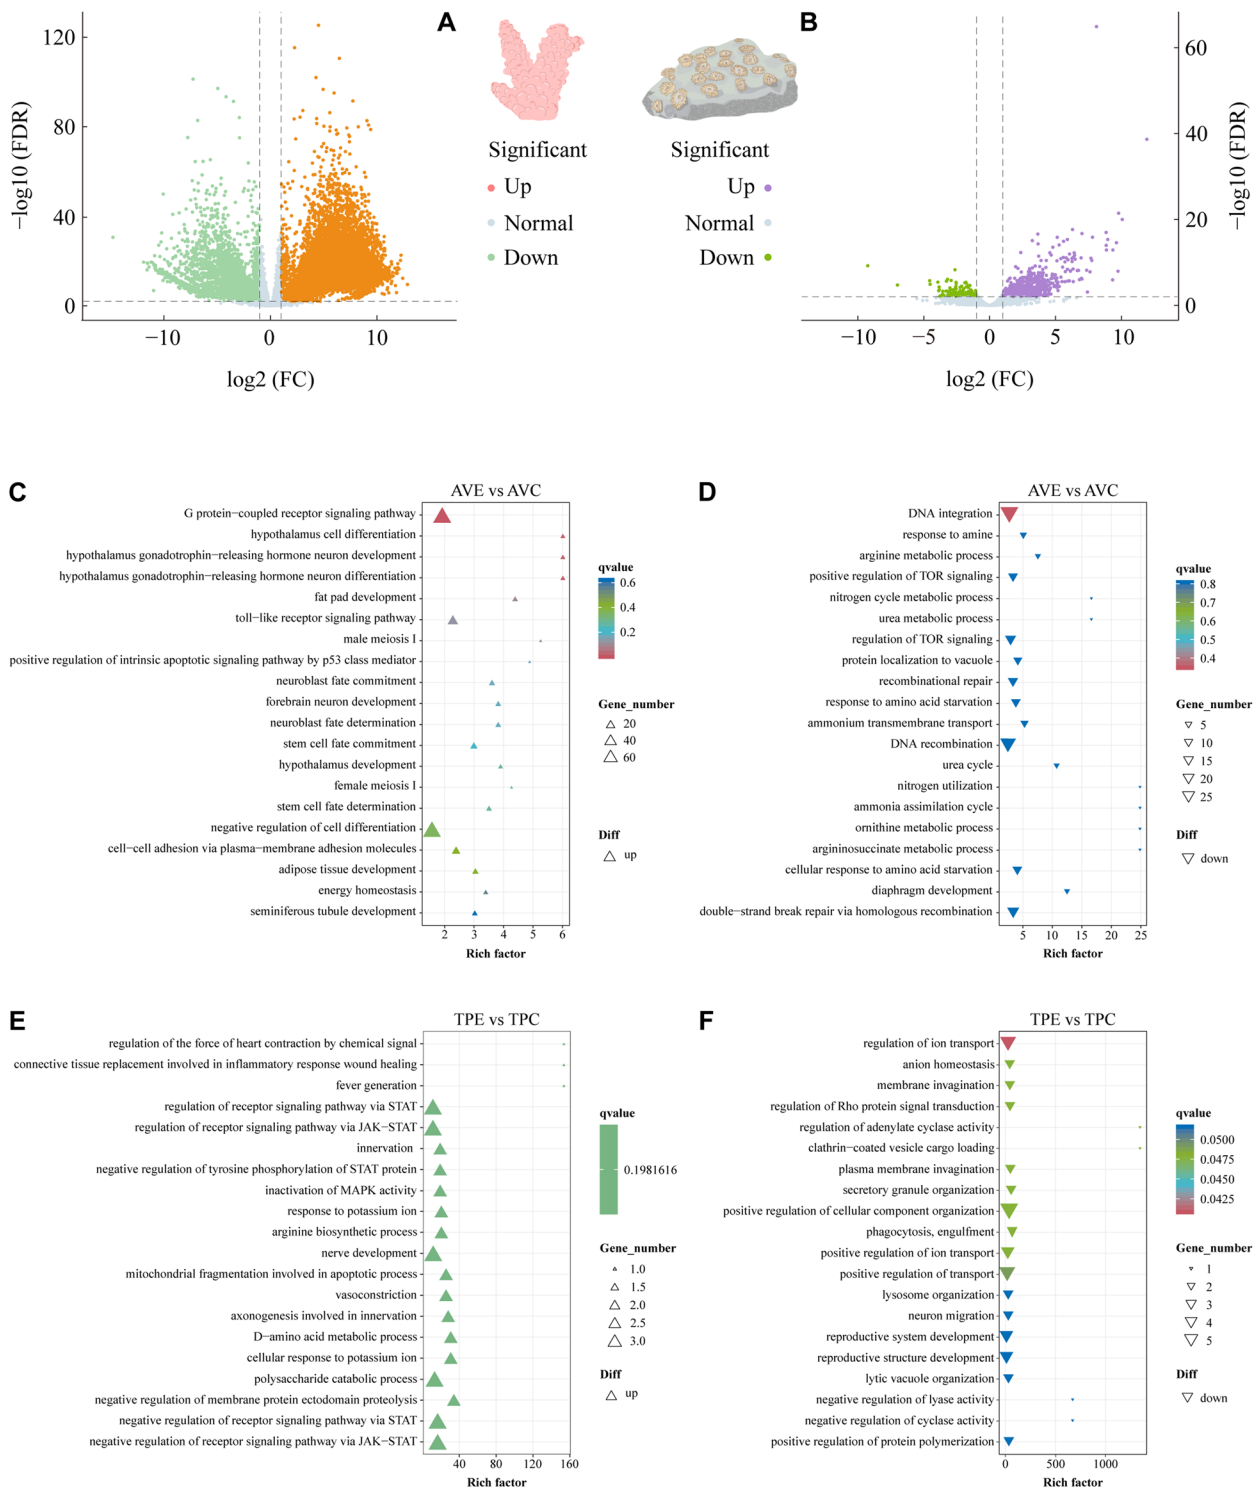 A
B
120
80
40
0
−log10 (FDR)
−10
0
10
log2 (FC)
Significant
Up
Normal
Down
Significant
Up
Normal
Down
60
40
20
0
−log10 (FDR)
−10
−5
0
5
10
log2 (FC)
C
AVE vs AVC
G protein−coupled receptor signaling pathway
hypothalamus cell differentiation
hypothalamus gonadotrophin−releasing hormone neuron development
hypothalamus gonadotrophin−releasing hormone neuron differentiation
fat pad development
toll−like receptor signaling pathway
male meiosis I
positive regulation of intrinsic apoptotic signaling pathway by p53 class mediator
neuroblast fate commitment
forebrain neuron development
neuroblast fate determination
stem cell fate commitment
hypothalamus development
female meiosis I
stem cell fate determination
negative regulation of cell differentiation
cell−cell adhesion via plasma−membrane adhesion molecules
adipose tissue development
energy homeostasis
seminiferous tubule development
2 3 4 5 6
Rich factor
qvalue
0.6
0.4
0.2
Gene_number
20
40
60
Diff
up
D
AVE vs AVC
DNA integration
response to amine
arginine metabolic process
positive regulation of TOR signaling
nitrogen cycle metabolic process
urea metabolic process
regulation of TOR signaling
protein localization to vacuole
recombinational repair
response to amino acid starvation
ammonium transmembrane transport
DNA recombination
urea cycle
nitrogen utilization
ammonia assimilation cycle
ornithine metabolic process
argininosuccinate metabolic process
cellular response to amino acid starvation
diaphragm development
double−strand break repair via homologous recombination
5 10 15 20 25
Rich factor
qvalue
0.8
0.7
0.6
0.5
0.4
Gene_number
5
10
15
20
25
Diff
down
E
TPE vs TPC
regulation of the force of heart contraction by chemical signal
connective tissue replacement involved in inflammatory response wound healing
fever generation
regulation of receptor signaling pathway via STAT
regulation of receptor signaling pathway via JAK−STAT
innervation
negative regulation of tyrosine phosphorylation of STAT protein
inactivation of MAPK activity
response to potassium ion
arginine biosynthetic process
nerve development
mitochondrial fragmentation involved in apoptotic process
vasoconstriction
axonogenesis involved in innervation
D−amino acid metabolic process
cellular response to potassium ion
polysaccharide catabolic process
negative regulation of membrane protein ectodomain proteolysis
negative regulation of receptor signaling pathway via STAT
negative regulation of receptor signaling pathway via JAK−STAT
40 80 120 160
Rich factor
qvalue
0.1981616
Gene_number
1.0
1.5
2.0
2.5
3.0
Diff
up
F
TPE vs TPC
regulation of ion transport
anion homeostasis
membrane invagination
regulation of Rho protein signal transduction
regulation of adenylate cyclase activity
clathrin−coated vesicle cargo loading
plasma membrane invagination
secretory granule organization
positive regulation of cellular component organization
phagocytosis, engulfment
positive regulation of ion transport
positive regulation of transport
lysosome organization
neuron migration
reproductive system development
reproductive structure development
lytic vacuole organization
negative regulation of lyase activity
negative regulation of cyclase activity
positive regulation of protein polymerization
0 500 1000
Rich factor
qvalue
0.0500
0.0475
0.0450
0.0425
Gene_number
1
2
3
4
5
Diff
down